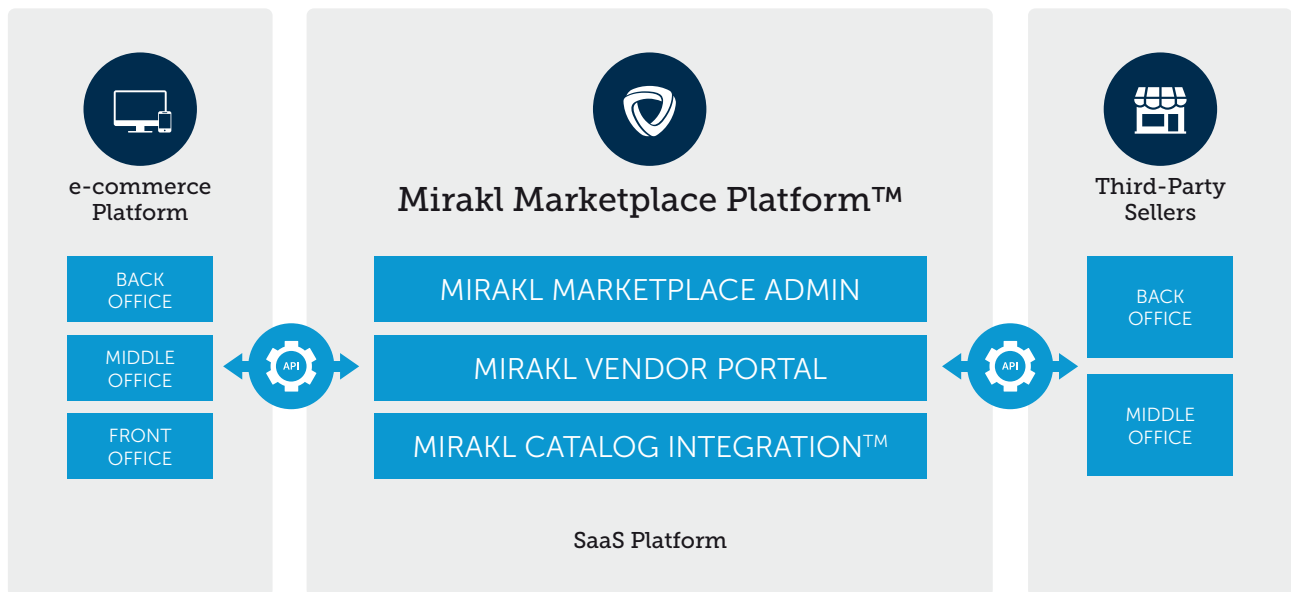 e-commerce
Platform
BACK
OFFICE
MIDDLE
OFFICE
FRONT
OFFICE
API
Mirakl Marketplace Platform™
MIRAKL MARKETPLACE ADMIN
MIRAKL VENDOR PORTAL
MIRAKL CATALOG INTEGRATION™
SaaS Platform
API
Third-Party
Sellers
BACK
OFFICE
MIDDLE
OFFICE